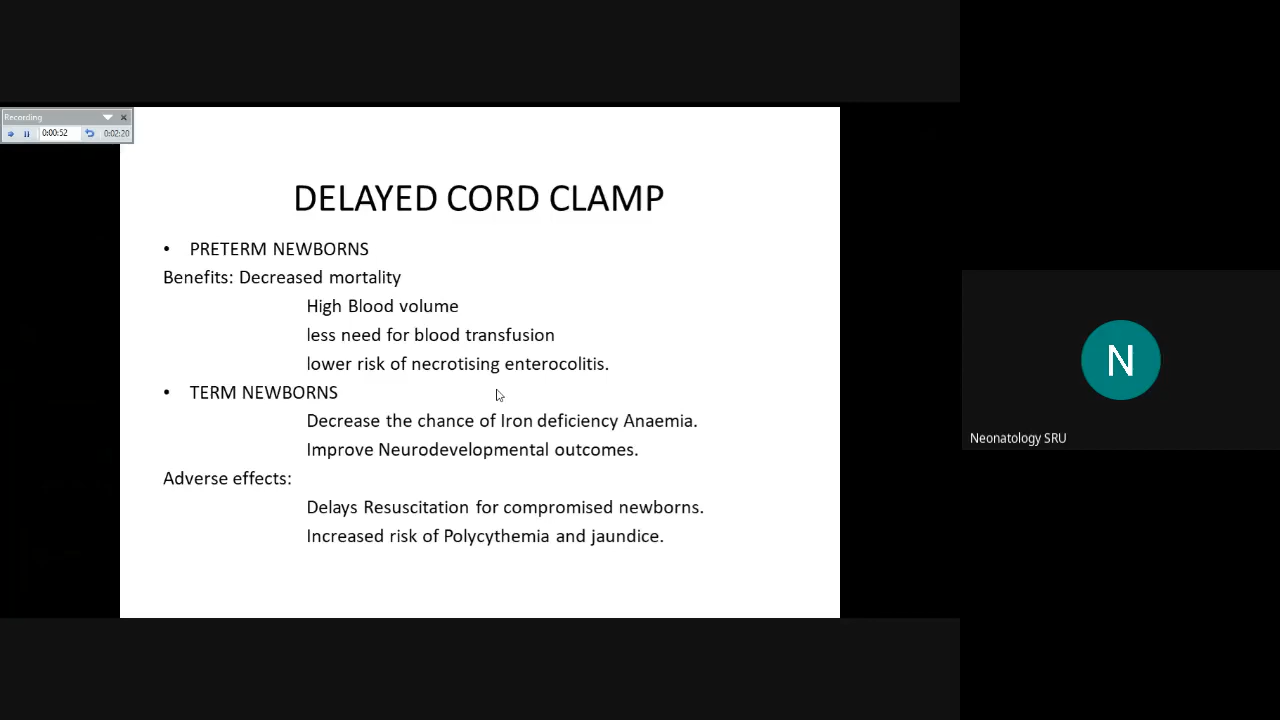 Recording
0:00:52 0:02:20
DELAYED CORD CLAMP
• PRETERM NEWBORNS
Benefits: Decreased mortality
High Blood volume
less need for blood transfusion
lower risk of necrotising enterocolitis.
• TERM NEWBORNS
Decrease the chance of Iron deficiency Anaemia.
Improve Neurodevelopmental outcomes.
Adverse effects:
Delays Resuscitation for compromised newborns.
Increased risk of Polycythemia and jaundice.
N
Neonatology SRU